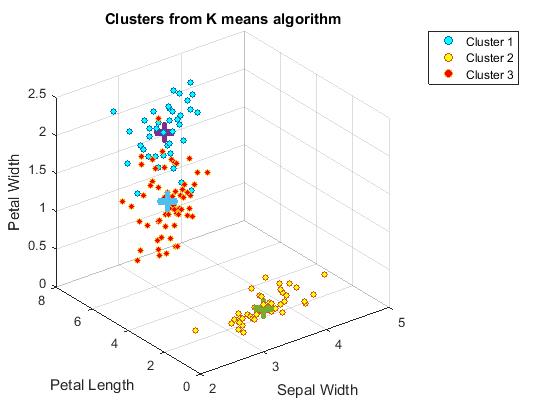 Clusters from K means algorithm
Cluster 1
Cluster 2
Cluster 3
2.5
2
1.5
1
0.5
0
Petal Width
8
6
4
2
0
Petal Length
2
3
4
5
Sepal Width